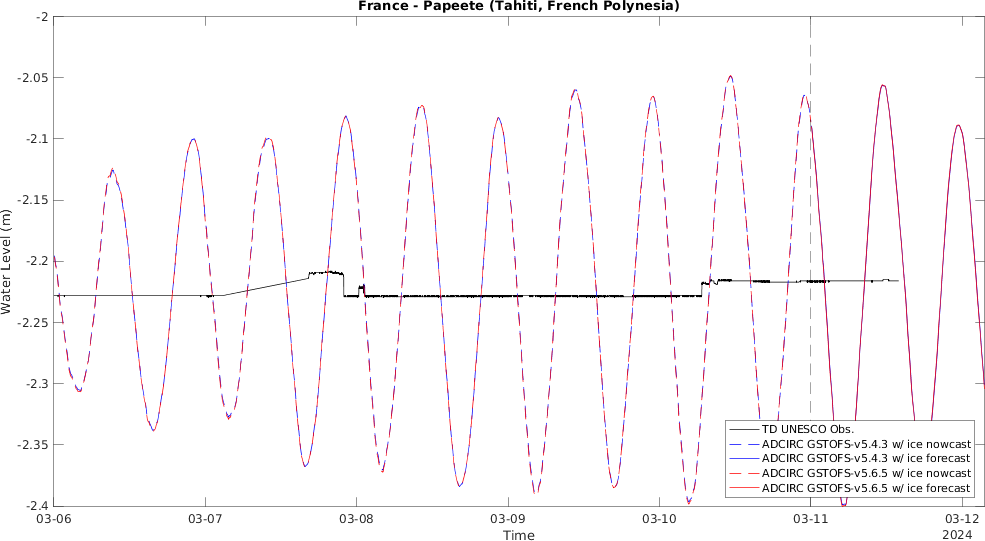 France - Papeete (Tahiti, French Polynesia)
-2
-2.05
-2.1
-2.15
-2.2
-2.25
-2.3
-2.35
-2.4
Water Level (m)
TD UNESCO Obs.
ADCIRC GSTOFS-v5.4.3 w/ ice nowcast
ADCIRC GSTOFS-v5.4.3 w/ ice forecast
ADCIRC GSTOFS-v5.6.5 w/ ice nowcast
ADCIRC GSTOFS-v5.6.5 w/ ice forecast
03-06 03-07 03-08 03-09 03-10 03-11 03-12
Time 2024